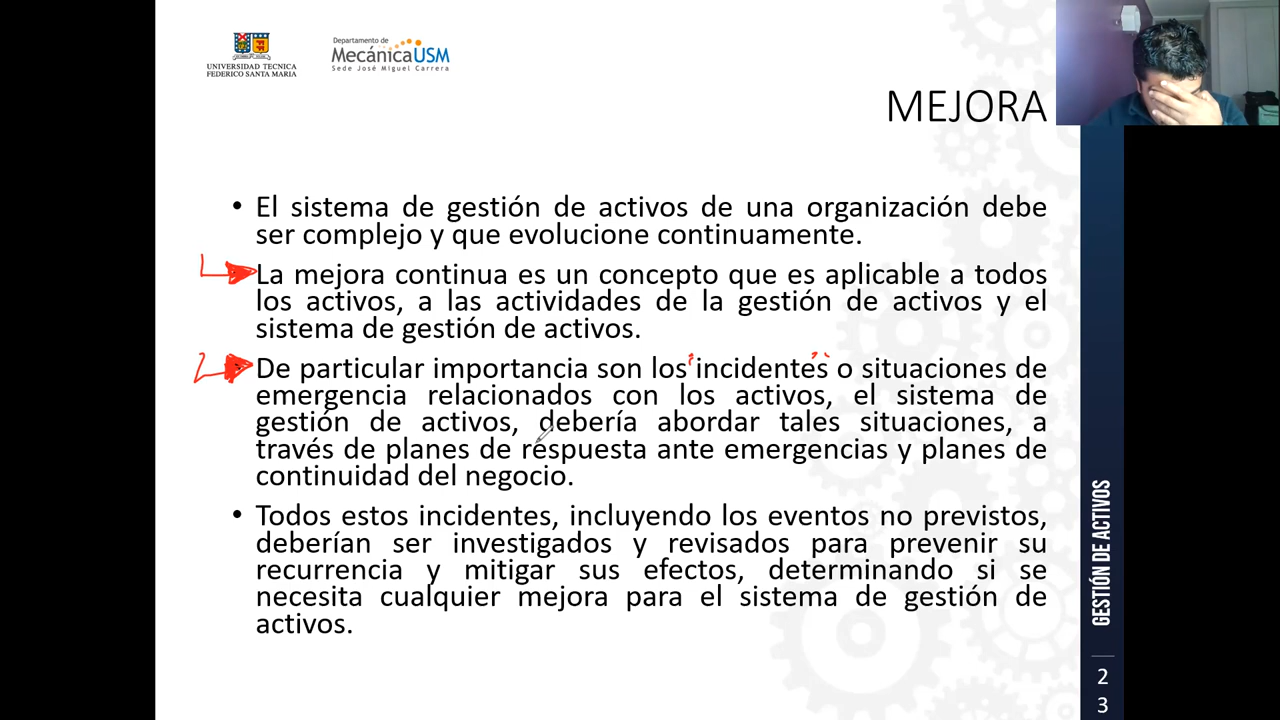 UNIVERSIDAD TECNICA
FEDERICO SANTA MARIA
Departamento de
MecánicaUSM
Sede José Miguel Carrera
MEJORA
• El sistema de gestión de activos de una organización debe
ser complejo y que evolucione continuamente.
La mejora continua es un concepto que es aplicable a todos
los activos, a las actividades de la gestión de activos y el
sistema de gestión de activos.
De particular importancia son los incidentes o situaciones de
emergencia relacionados con los activos, el sistema de
gestión de activos, debería abordar tales situaciones, a
través de planes de respuesta ante emergencias y planes de
continuidad del negocio.
• Todos estos incidentes, incluyendo los eventos no previstos,
deberían ser investigados y revisados para prevenir su
recurrencia y mitigar sus efectos, determinando si se
necesita cualquier mejora para el sistema de gestión de
activos.
GESTIÓN DE ACTIVOS
2
3